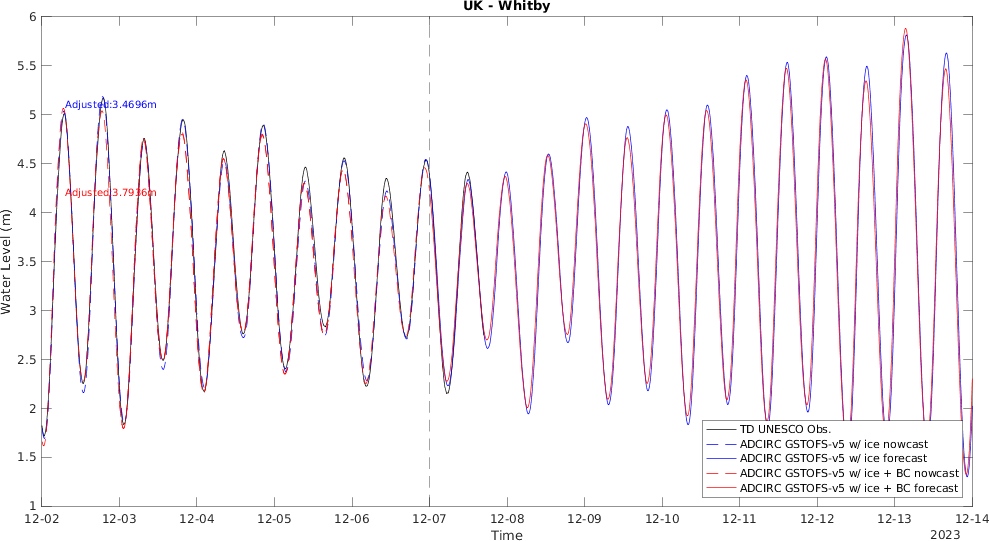 UK - Whitby
Water Level (m)
6
5.5
5
4.5
4
3.5
3
2.5
2
1.5
1
Adjusted:3.4696m
Adjusted:3.7936m
TD UNESCO Obs.
ADCIRC GSTOFS-v5 w/ ice nowcast
ADCIRC GSTOFS-v5 w/ ice forecast
ADCIRC GSTOFS-v5 w/ ice + BC nowcast
ADCIRC GSTOFS-v5 w/ ice + BC forecast
12-02 12-03 12-04 12-05 12-06 12-07 12-08 12-09 12-10 12-11 12-12 12-13 12-14
Time
2023